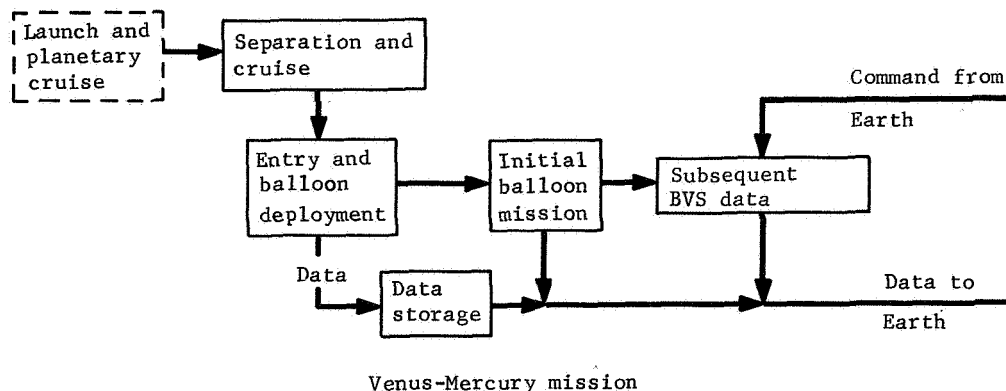 Launch and
planetary
cruise
Separation and
cruise
Command from
Earth
Entry and
balloon
deployment
Initial
balloon
mission
Subsequent
BVS data
Data
Data
storage
Data to
Earth
Venus-Mercury mission